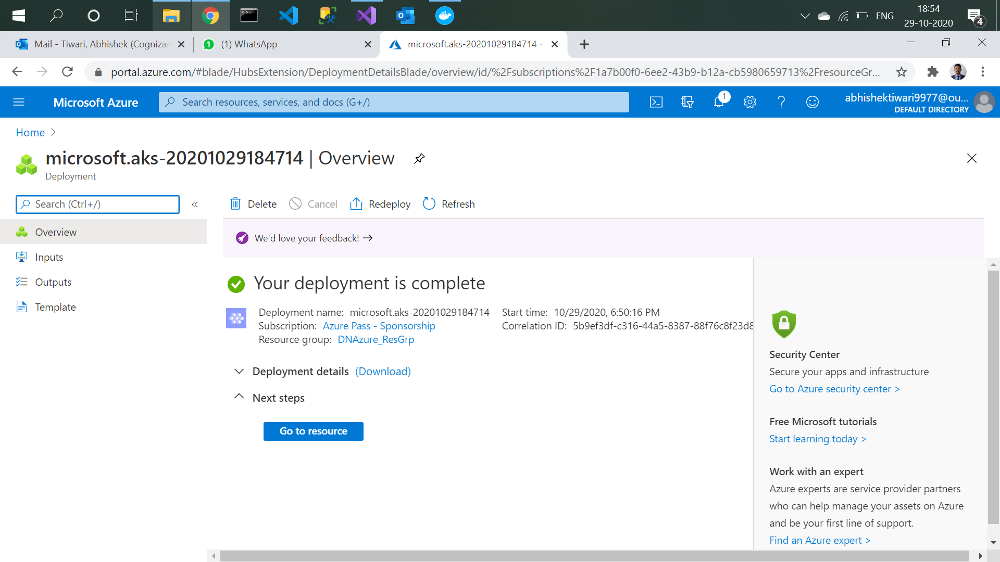 18:54
ENG
29-10-2020
4
Mail - Tiwari, Abhishek (Cognizan
(1) WhatsApp
microsoft.aks-20201029184714 -
portal.azure.com/#blade/HubsExtension/DeploymentDetailsBlade/overview/id/%2Fsubscriptions%2F1a7b00f0-6ee2-43b9-b12a-cb5980659713%2FresourceGr...
Microsoft Azure
Search resources, services, and docs (G+/)
1
abhishektiwari9977@ou...
DEFAULT DIRECTORY
Home
microsoft.aks-20201029184714 | Overview
Deployment
Search (Ctrl+/)
Delete
Cancel
Redeploy
Refresh
Overview
Inputs
Outputs
Template
We'd love your feedback!
Your deployment is complete
Deployment name: microsoft.aks-20201029184714
Subscription: Azure Pass - Sponsorship
Resource group: DNAzure_ResGrp
Start time: 10/29/2020, 6:50:16 PM
Correlation ID: 5b9ef3df-c316-44a5-8387-88f76c8f23d8
Deployment details (Download)
Next steps
Go to resource
Security Center
Secure your apps and infrastructure
Go to Azure security center >
Free Microsoft tutorials
Start learning today >
Work with an expert
Azure experts are service provider partners
who can help manage your assets on Azure
and be your first line of support.
Find an Azure expert >